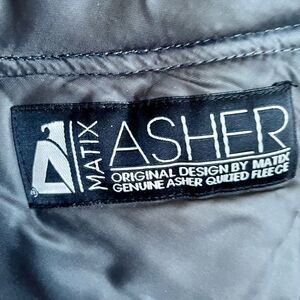 MATIX
ASHER
ORIGINAL DESIGN BY MATIX
GENUINE ASHER QUILTED FLEECE